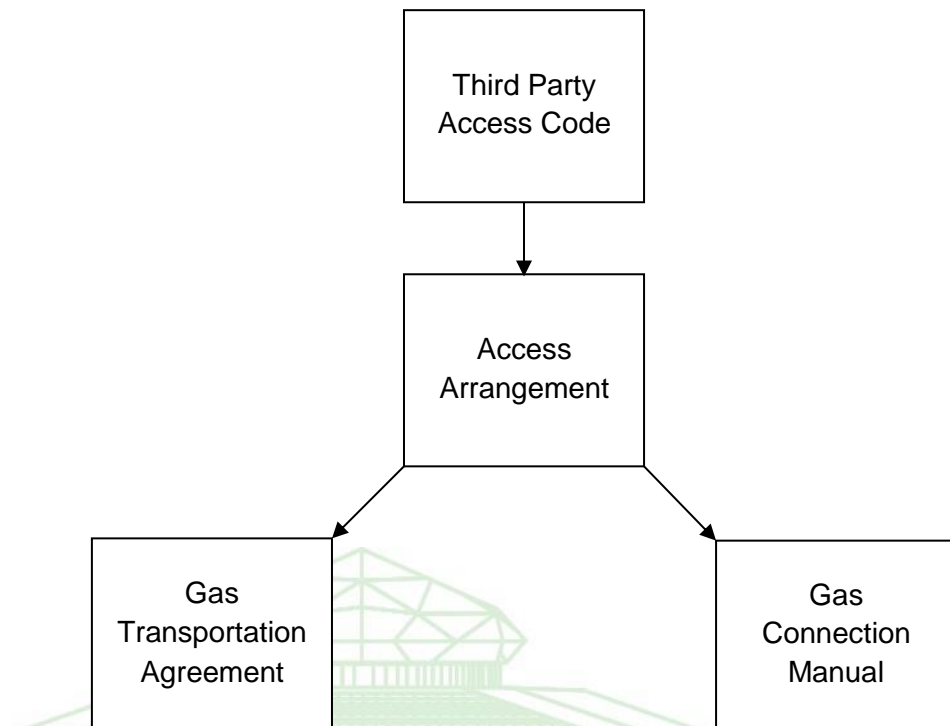 Third Party
Access Code
Access
Arrangement
Gas
Transportation
Agreement
Gas
Connection
Manual